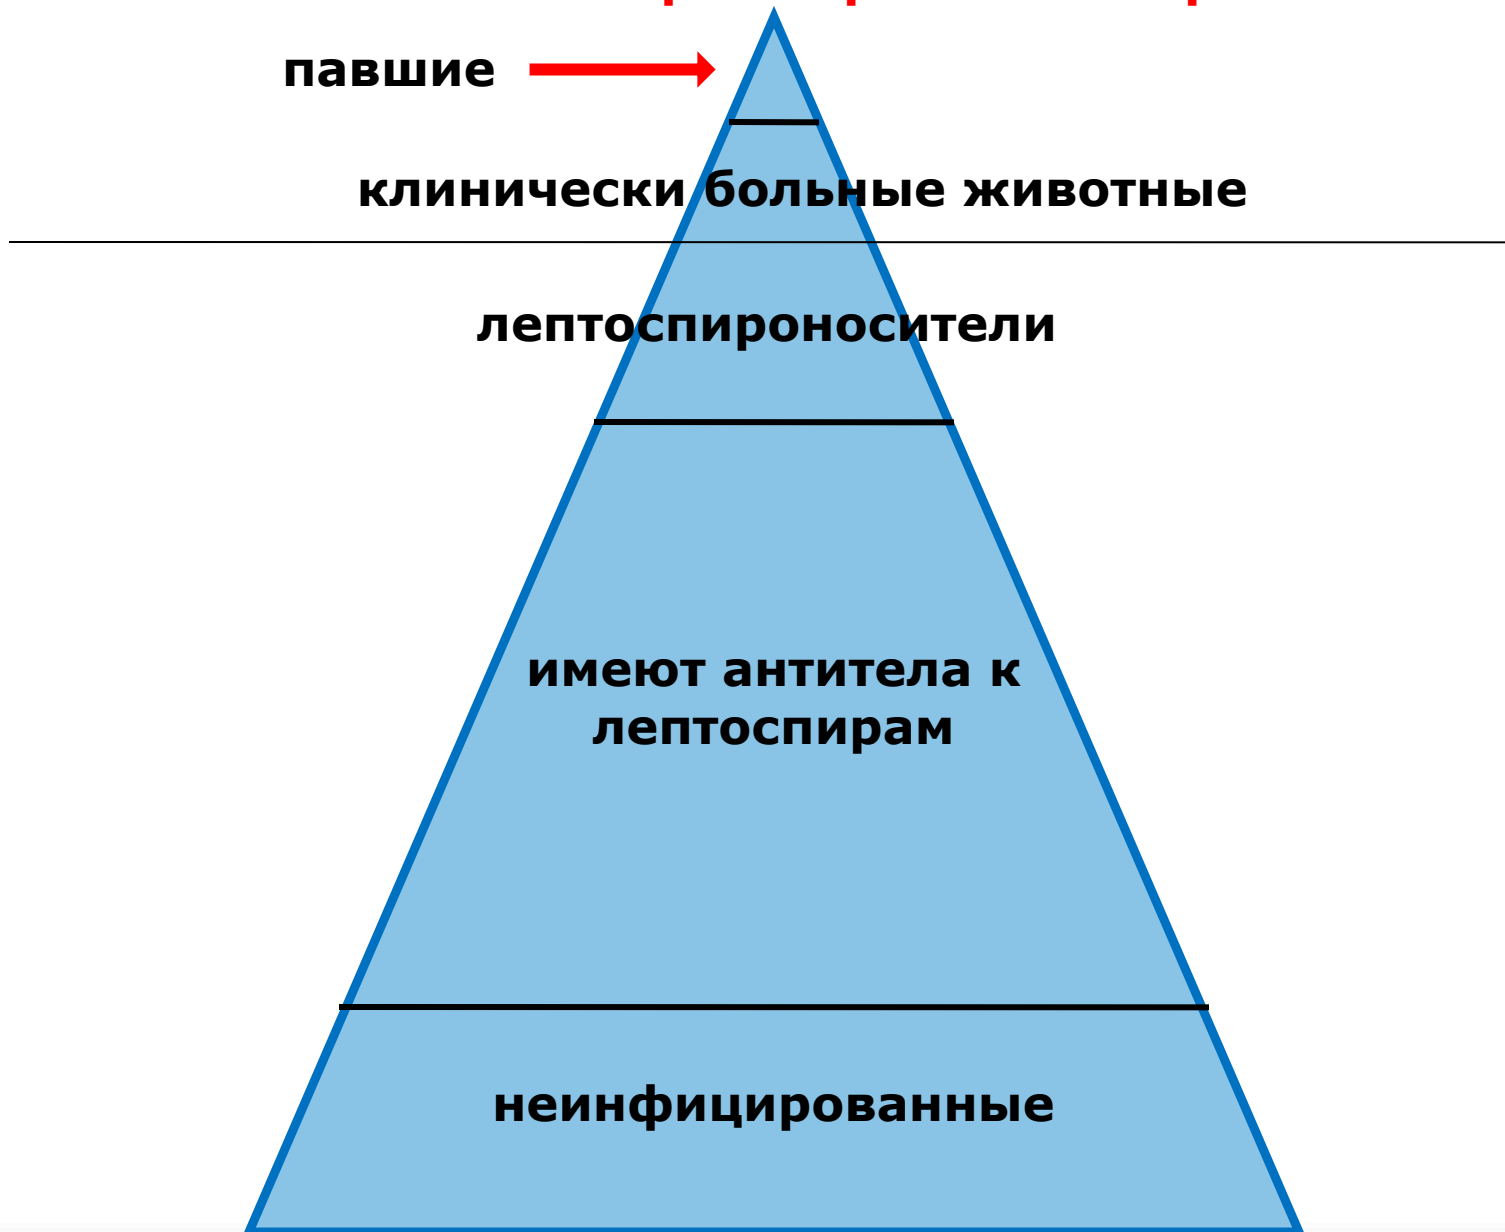 павшие
клинически больные животные
лептоспироносители
имеют антитела к
лептоспирам
неинфицированные